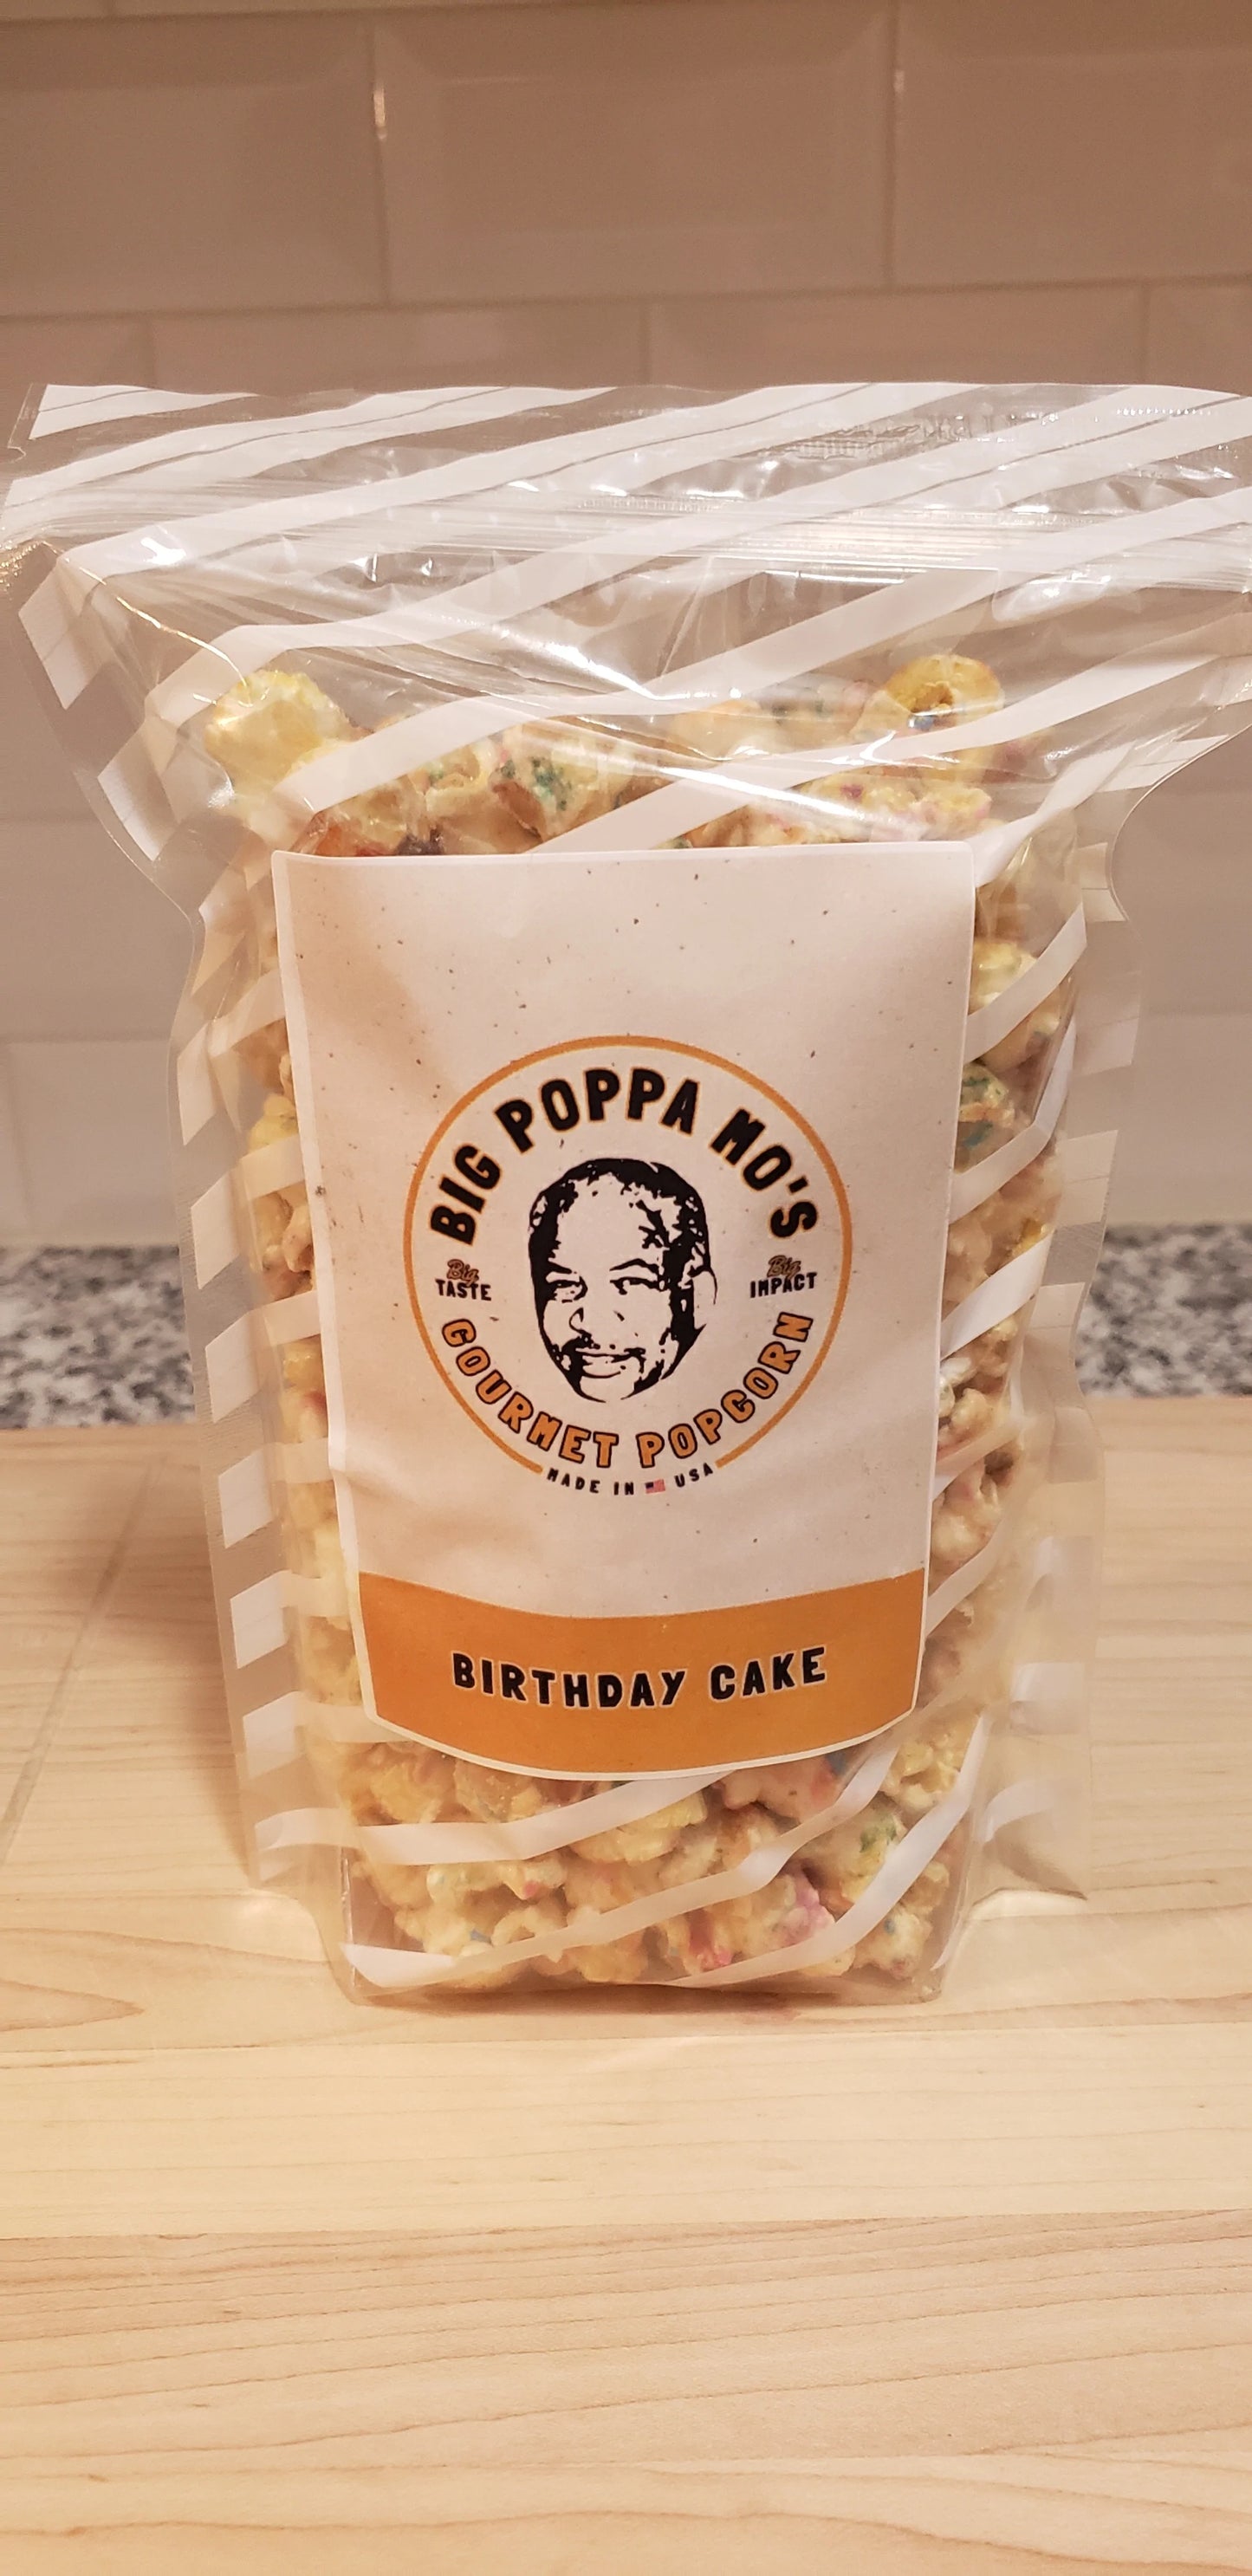 BIG POPPA MO'S
Big TASTE
Big IMPACT
GOURMET POPCORN
MADE IN USA
BIRTHDAY CAKE